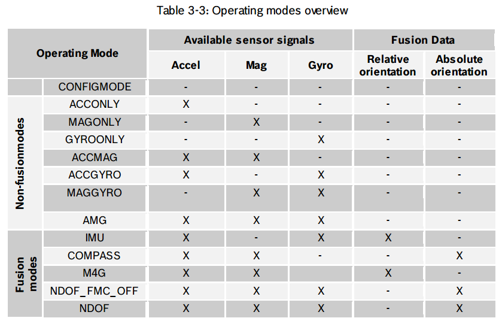 Table 3-3: Operating modes overview
Operating Mode Available sensor signals Fusion Data
Accel Mag Gyro Relative orientation Absolute orientation
CONFIGMODE - - - - -
Non-fusionmodes
ACCONLY X - - - -
MAGONLY - X - - -
GYROONLY - - X - -
ACCMAG X X - - -
ACCGYRO X - X - -
MAGGYRO - X X - -
AMG X X X - -
Fusion modes
IMU X - X X -
COMPASS X X - - X
M4G X X - X -
NDOF_FMC_OFF X X X - X
NDOF X X X - X